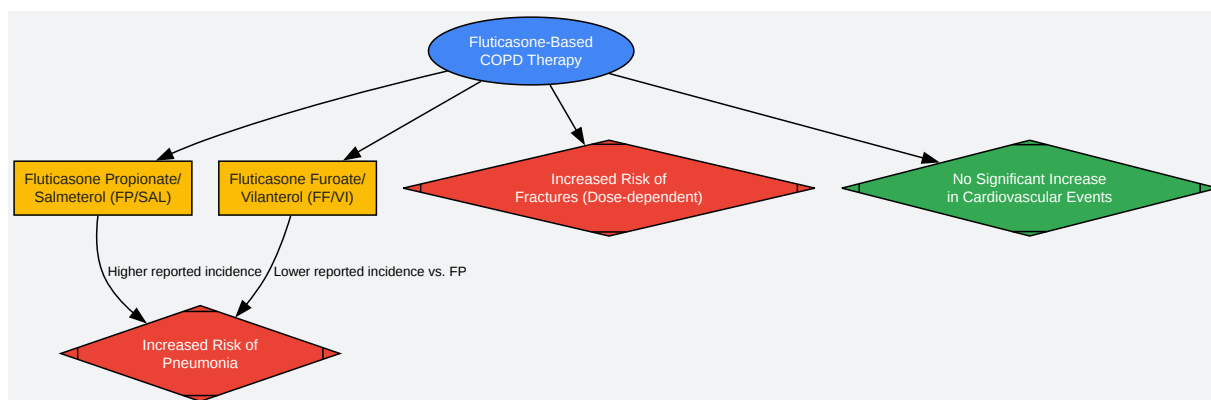 Fluticasone-Based
COPD Therapy
Fluticasone Propionate/
Salmeterol (FP/SAL)
Fluticasone Furoate/
Vilanterol (FF/VI)
Increased Risk of
Fractures (Dose-dependent)
No Significant Increase
in Cardiovascular Events
Higher reported incidence
Lower reported incidence vs. FP
Increased Risk of
Pneumonia